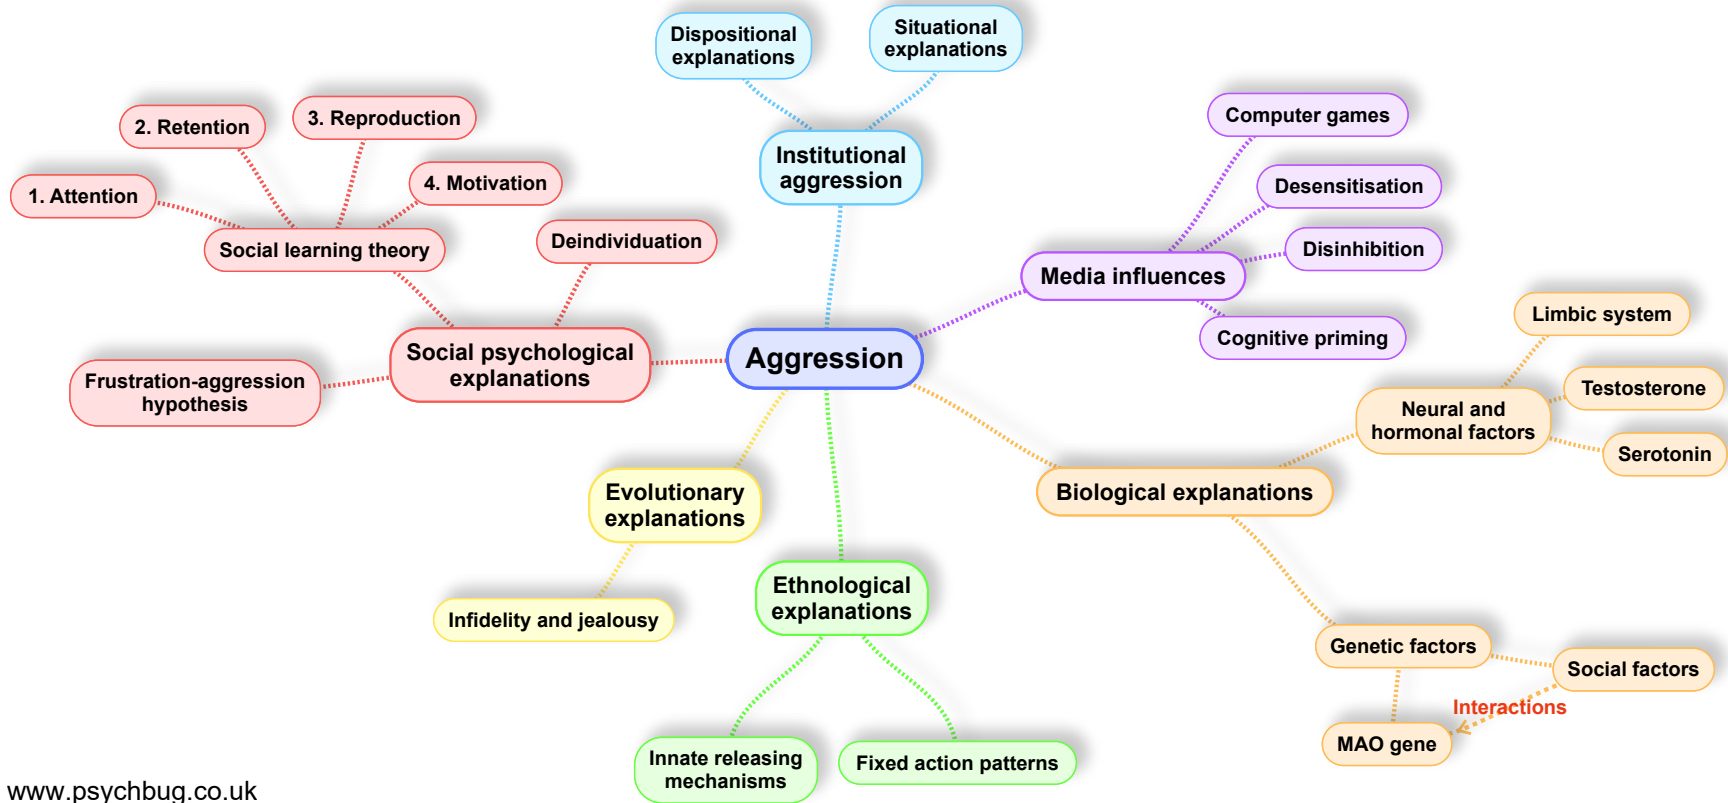 Dispositional
explanations
Situational
explanations
Institutional
aggression
Computer games
Desensitisation
Disinhibition
Cognitive priming
Media influences
2. Retention
3. Reproduction
1. Attention
4. Motivation
Social learning theory
Deindividuation
Social psychological
explanations
Frustration-aggression
hypothesis
Aggression
Limbic system
Testosterone
Serotonin
Neural and
hormonal factors
Biological explanations
Genetic factors
Social factors
Interactions
MAO gene
Evolutionary
explanations
Infidelity and jealousy
Ethnological
explanations
Innate releasing
mechanisms
Fixed action patterns
www.psychbug.co.uk